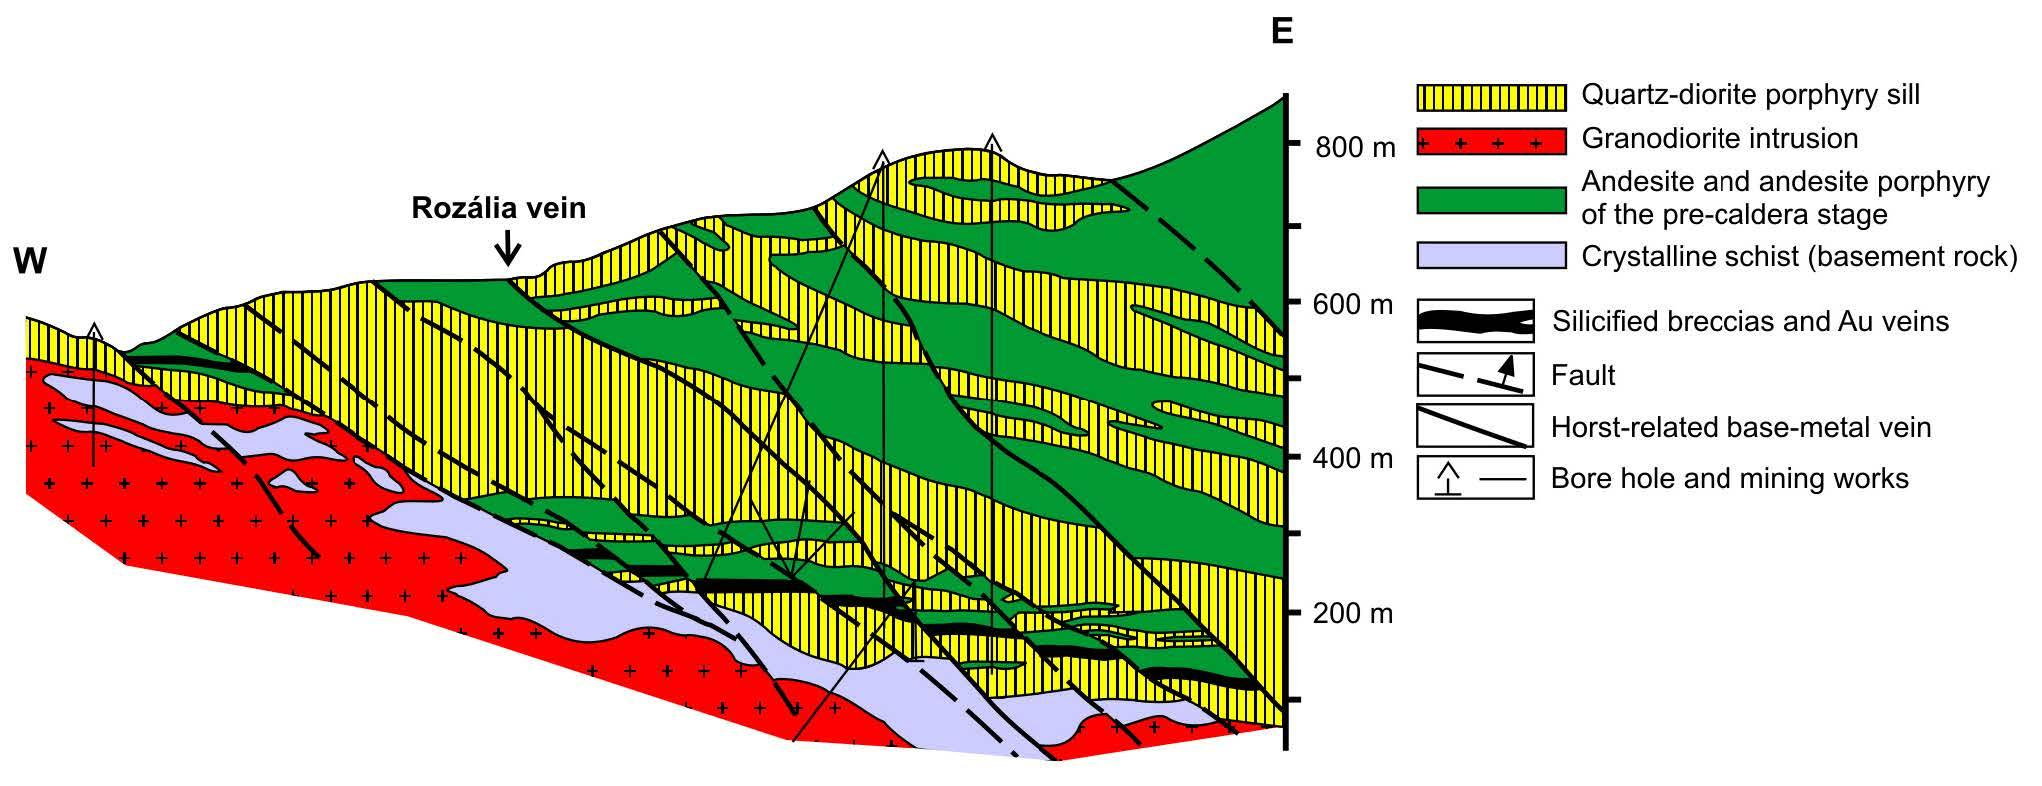 E
W
Rozália vein
800 m
600 m
400 m
200 m
Quartz-diorite porphyry sill
Granodiorite intrusion
Andesite and andesite porphyry
of the pre-caldera stage
Crystalline schist (basement rock)
Silicified breccias and Au veins
Fault
Horst-related base-metal vein
Bore hole and mining works